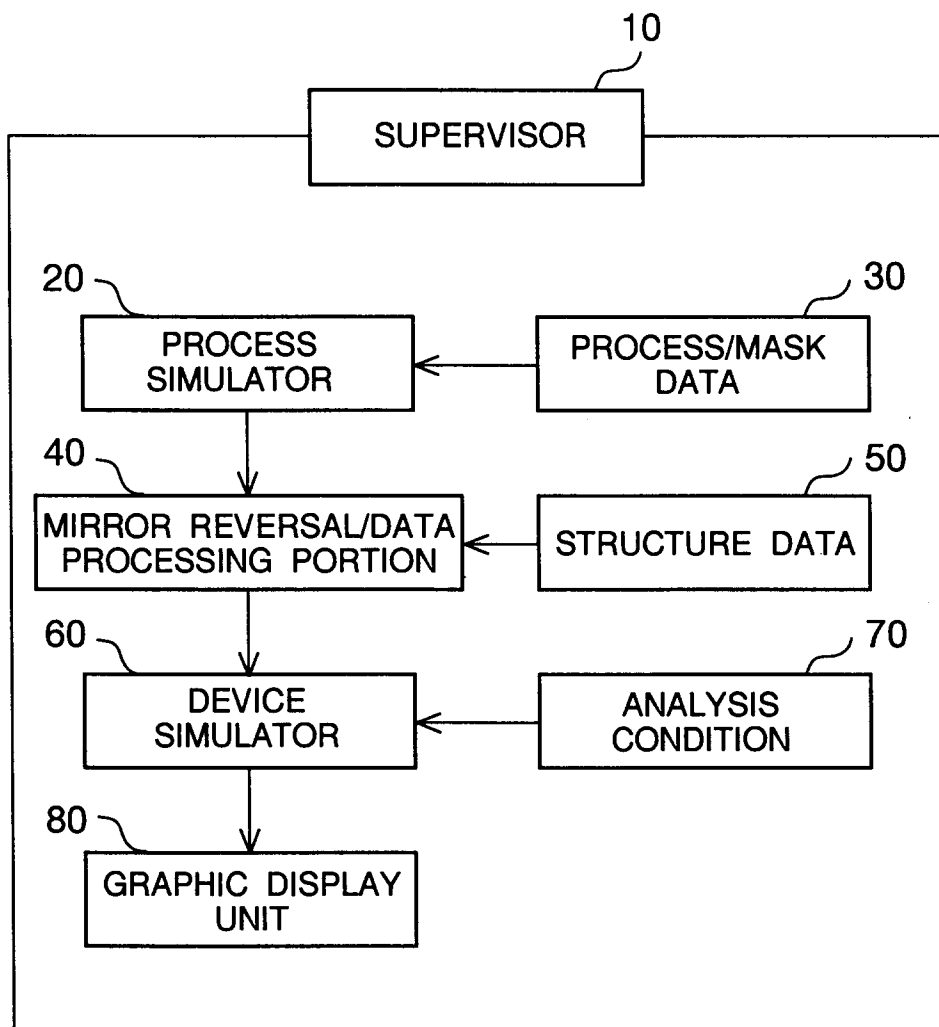 10
SUPERVISOR
20
30
PROCESS
SIMULATOR
PROCESS/MASK
DATA
40
50
MIRROR REVERSAL/DATA
PROCESSING PORTION
STRUCTURE DATA
60
70
DEVICE
SIMULATOR
ANALYSIS
CONDITION
80
GRAPHIC DISPLAY
UNIT